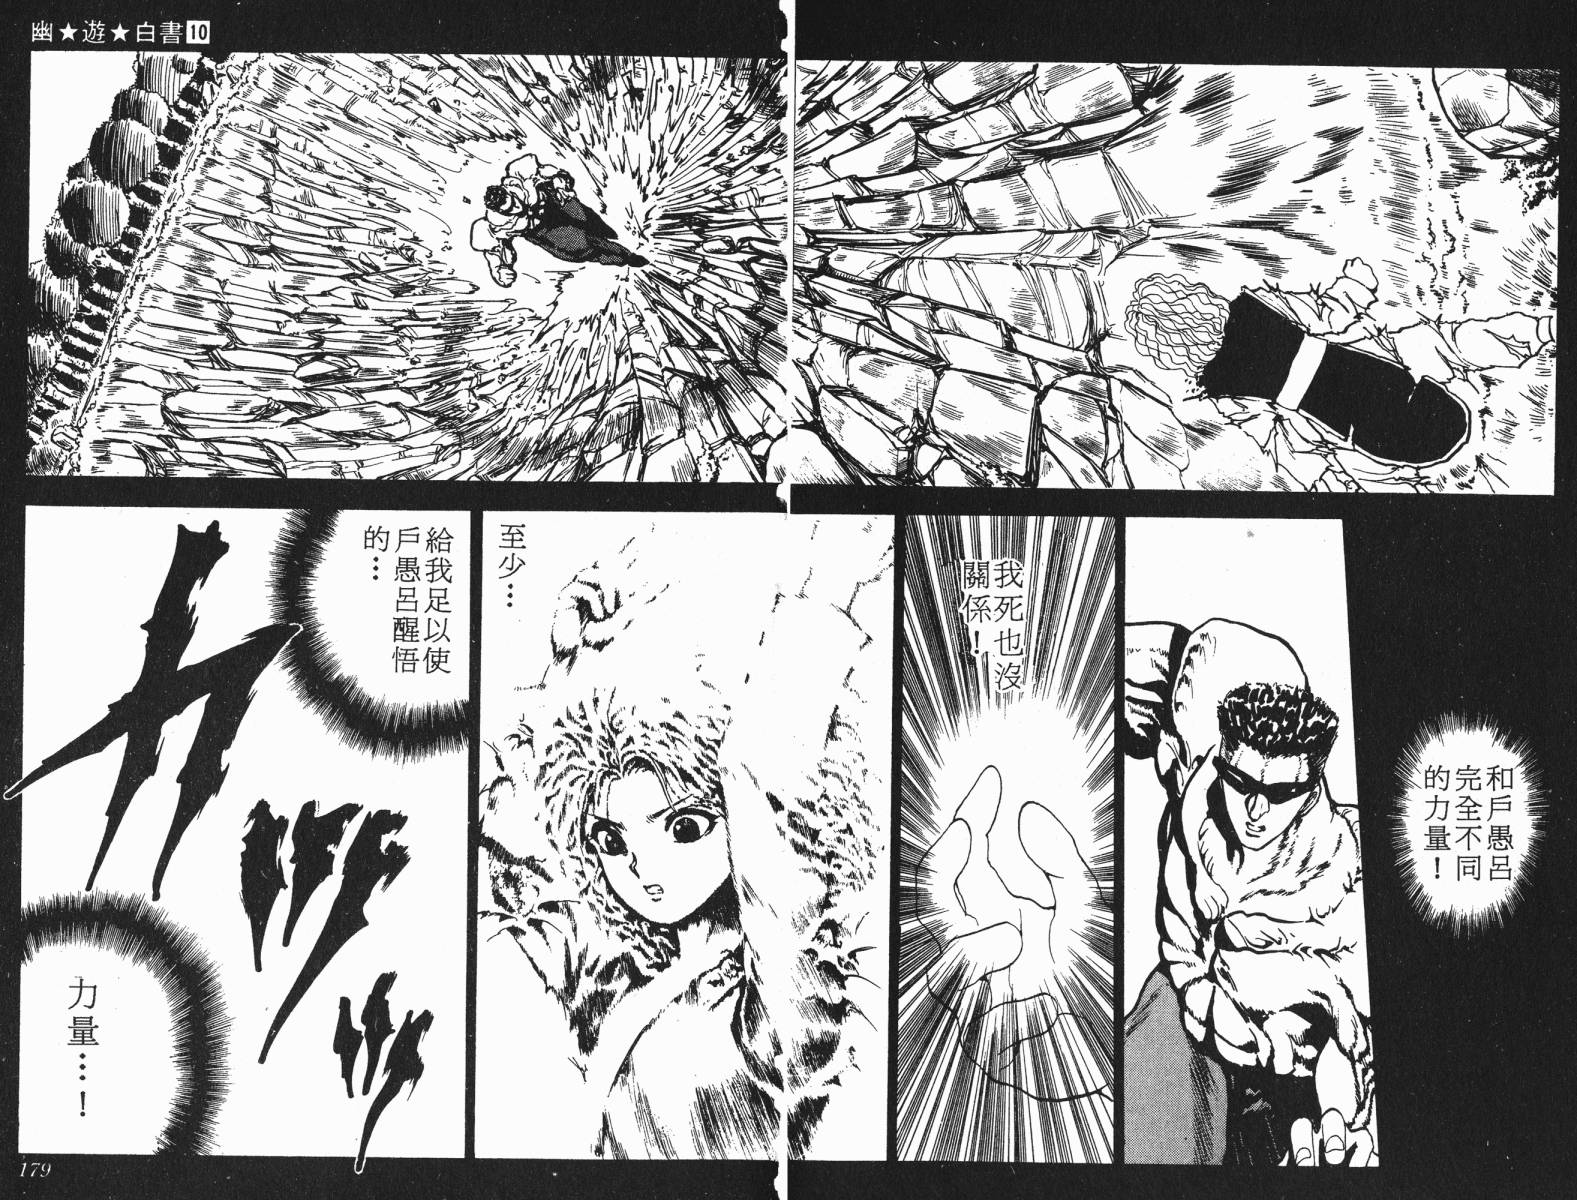 幽★遊★白書10
和戶愚呂
完全不同
的力量！
我死也沒
關係！
至少…
給我足以使
戶愚呂醒悟
的…
カッッ
力量…！
179